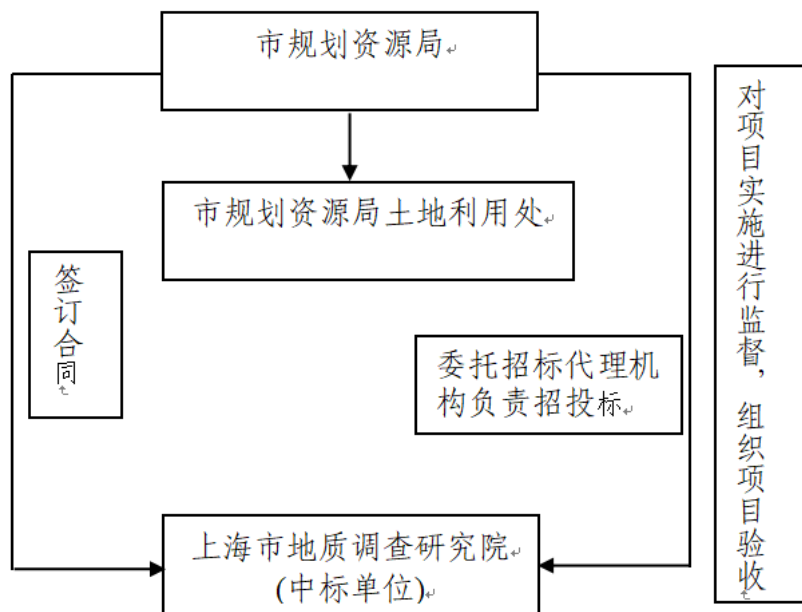 市规划资源局
市规划资源局土地利用处
签订合同
委托招标代理机
构负责招投标
对项目实施进行监督，组织项目验收
上海市地质调查研究院
(中标单位)